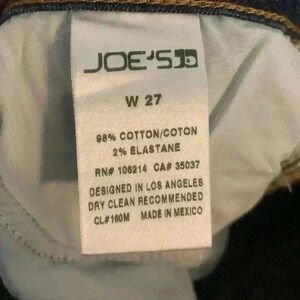 JOE'S
W 27
98% COTTON/COTON
2% ELASTANE
RN# 106214 CA# 35037
DESIGNED IN LOS ANGELES
DRY CLEAN RECOMMENDED
CL#160M MADE IN MEXICO